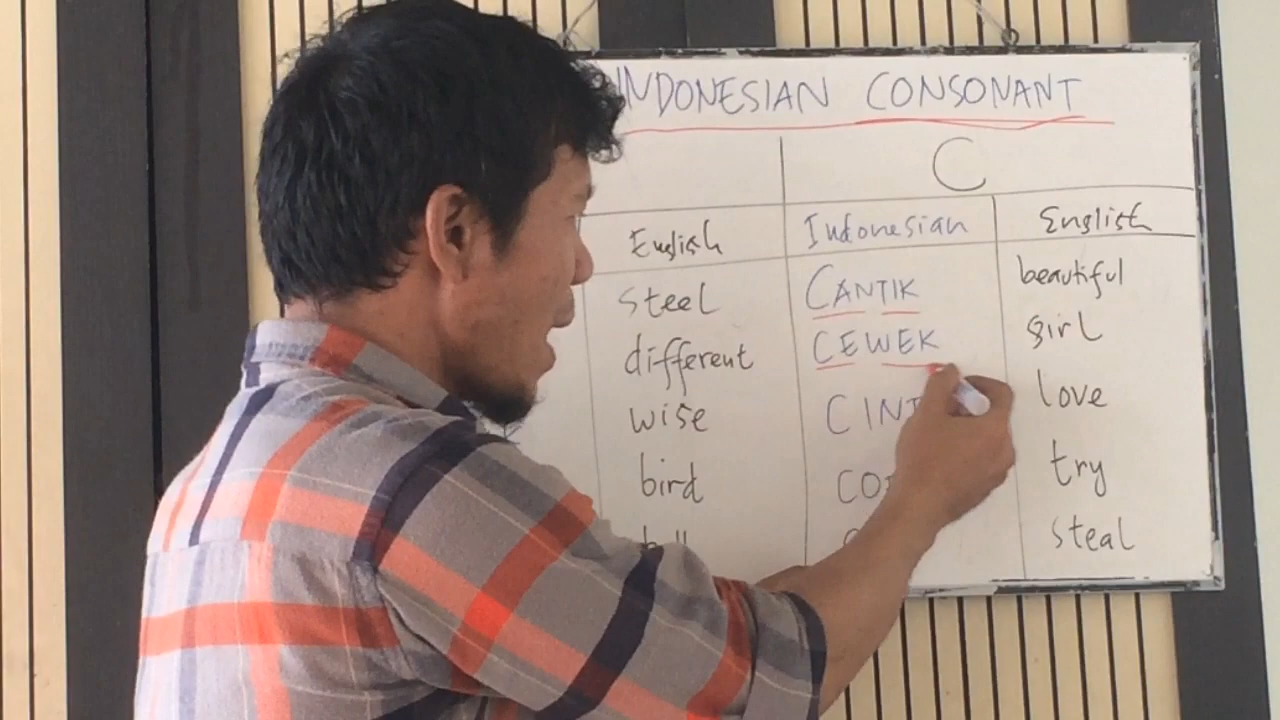 INDONESIAN CONSONANT
C
English Indonesian English
steel CANTIK beautiful
different CEWEK girl
wise love
bird try
steal